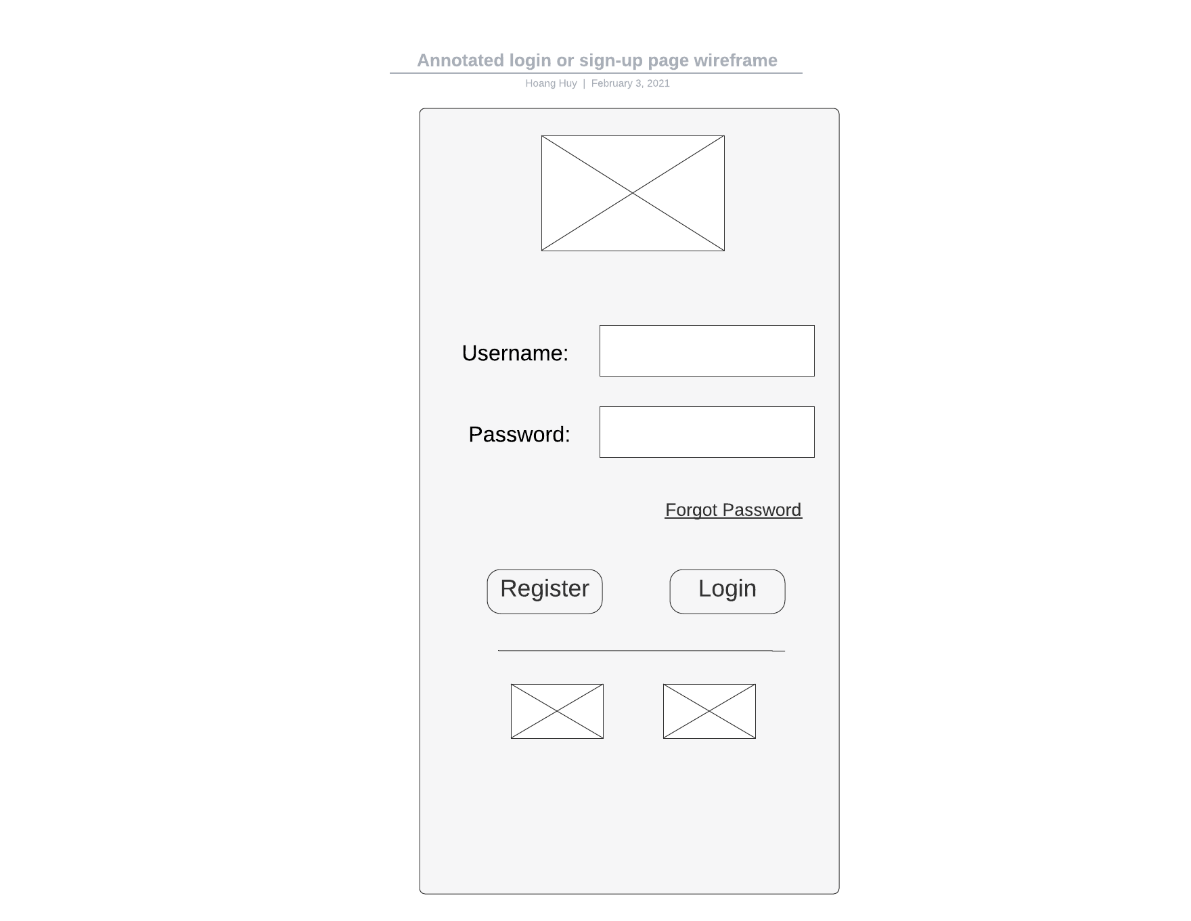 Annotated login or sign-up page wireframe
Hoang Huy | February 3, 2021
Username:
Password:
Forgot Password
Register
Login